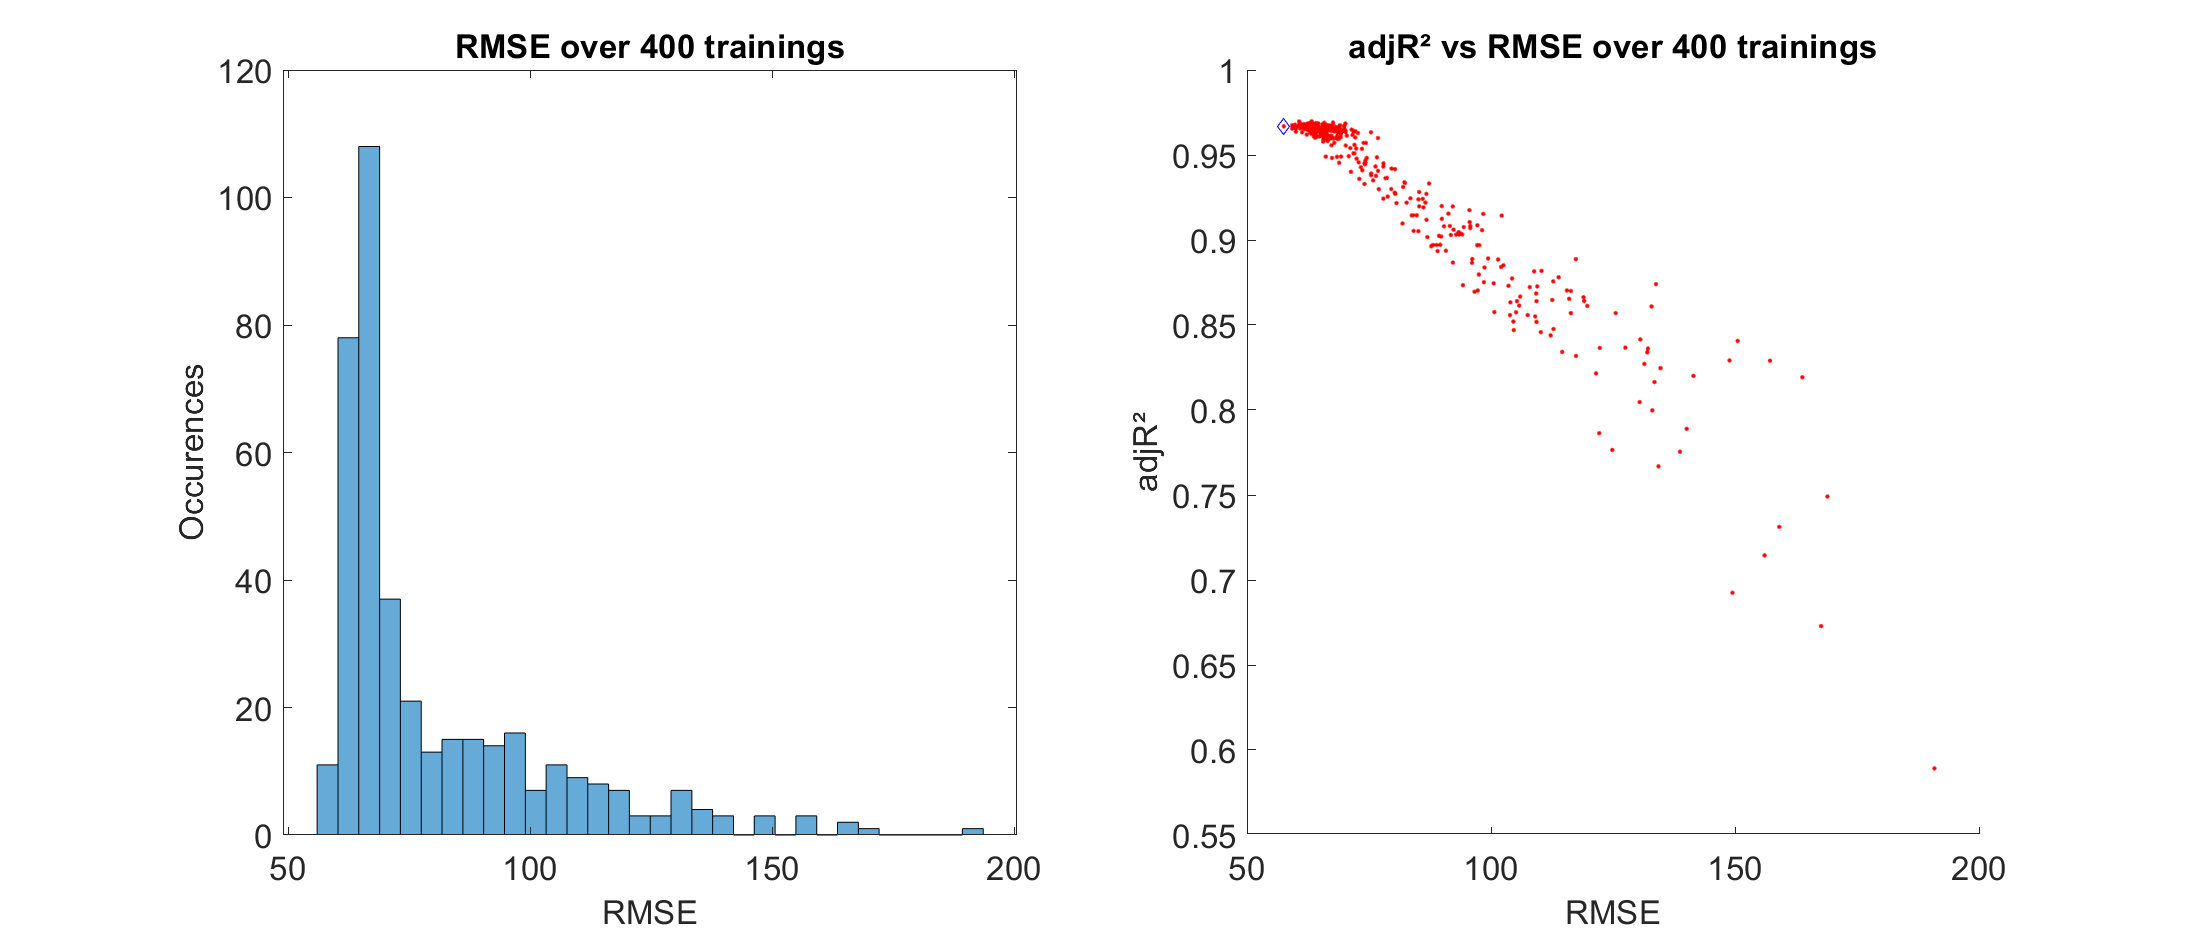 RMSE over 400 trainings
120
100
80
60
40
20
0
Occurences
50 100 150 200
RMSE
adjR² vs RMSE over 400 trainings
1
0.95
0.9
0.85
0.8
0.75
0.7
0.65
0.6
0.55
adjR²
50 100 150 200
RMSE